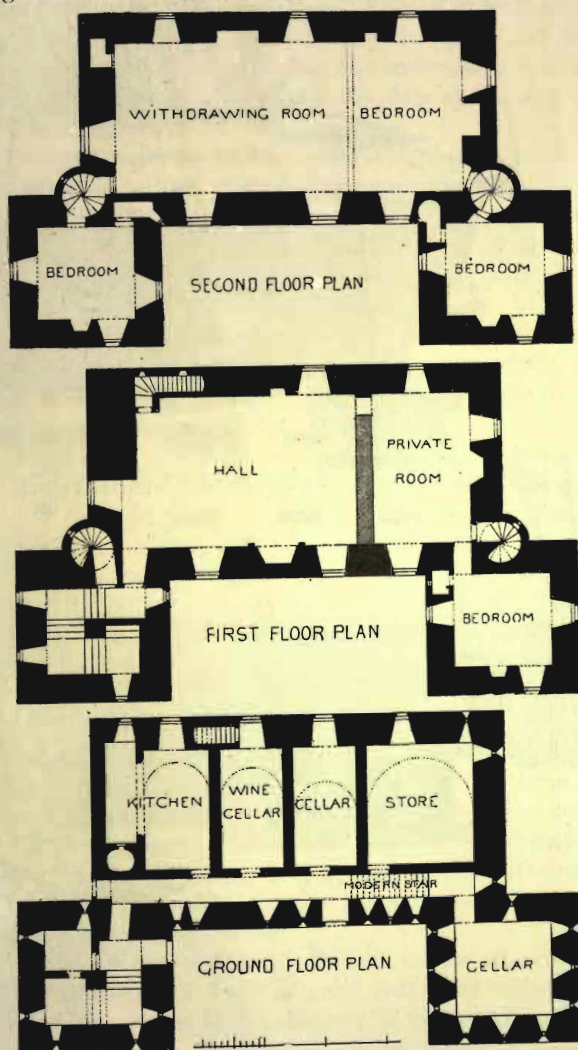 WITHDRAWING ROOM BEDROOM
BEDROOM
BEDROOM
SECOND FLOOR PLAN
HALL
PRIVATE
ROOM
BEDROOM
FIRST FLOOR PLAN
KITCHEN
WINE
CELLAR
CELLAR
STORE
MODERN STAIR
GROUND FLOOR PLAN
CELLAR